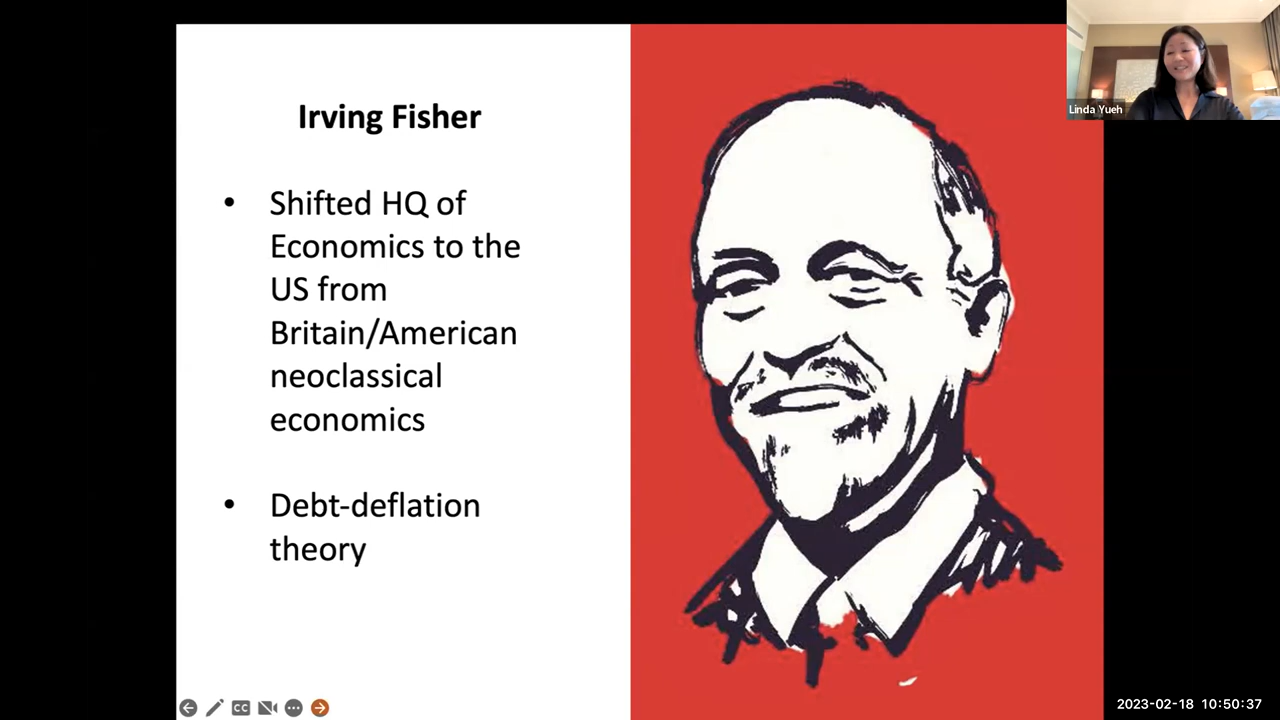 Irving Fisher
• Shifted HQ of
Economics to the
US from
Britain/American
neoclassical
economics
• Debt-deflation
theory
Linda Yueh
CC
2023-02-18 10:50:37